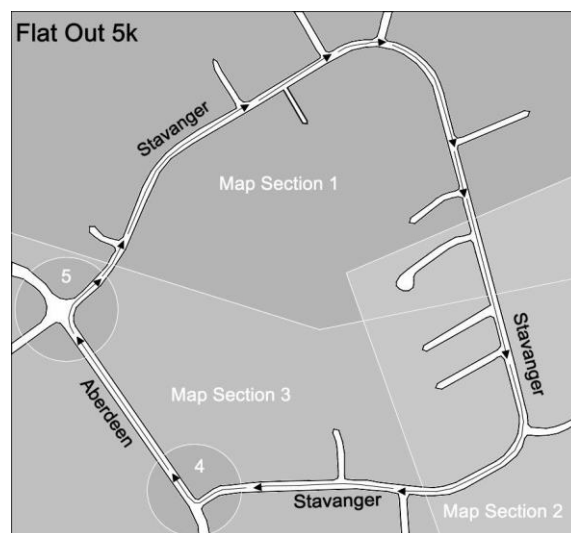 Flat Out 5k
Stavanger
Map Section 1
5
Stavanger
Aberdeen
Map Section 3
4
Stavanger
Map Section 2